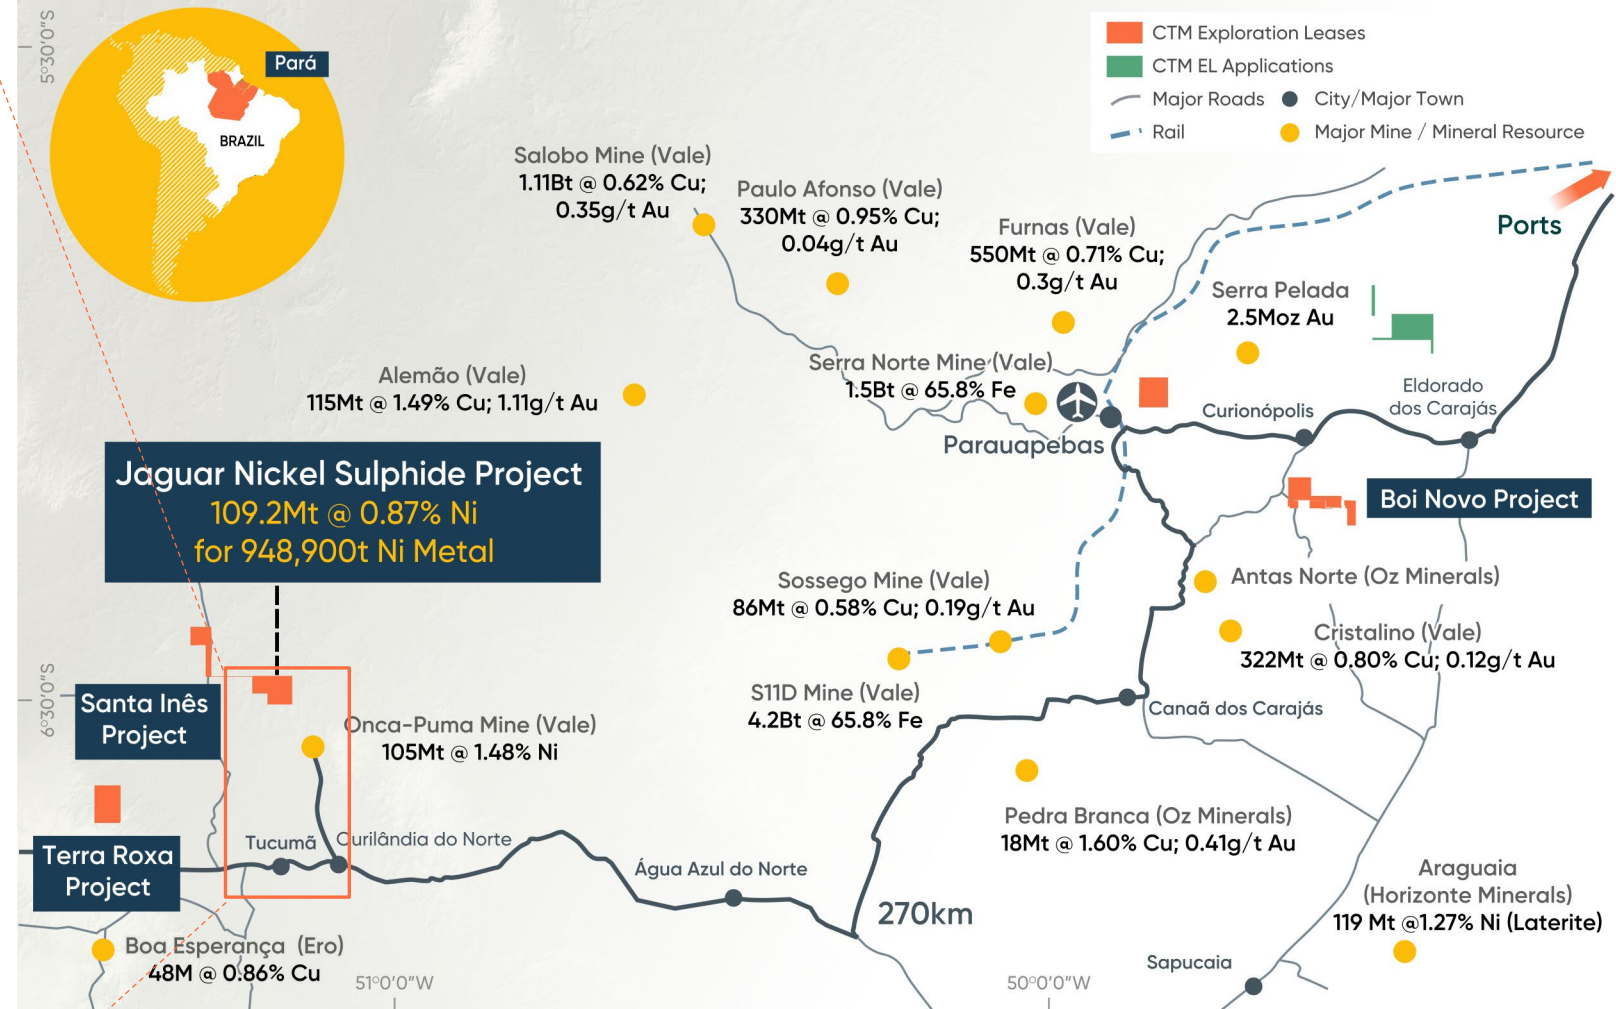 5°30'0"S
Pará
BRAZIL
CTM Exploration Leases
CTM EL Applications
Major Roads
City/Major Town
Rail
Major Mine / Mineral Resource
Salobo Mine (Vale)
1.11Bt @ 0.62% Cu;
0.35g/t Au
Paulo Afonso (Vale)
330Mt @ 0.95% Cu;
0.04g/t Au
Furnas (Vale)
550Mt @ 0.71% Cu;
0.3g/t Au
Ports
Serra Pelada
2.5Moz Au
Serra Norte Mine (Vale)
1.5Bt @ 65.8% Fe
Alemão (Vale)
115Mt @ 1.49% Cu; 1.11g/t Au
Eldorado
dos Carajás
Curionópolis
Parauapebas
Jaguar Nickel Sulphide Project
109.2Mt @ 0.87% Ni
for 948,900t Ni Metal
Boi Novo Project
Sossego Mine (Vale)
86Mt @ 0.58% Cu; 0.19g/t Au
Antas Norte (Oz Minerals)
Cristalino (Vale)
322Mt @ 0.80% Cu; 0.12g/t Au
6°30'0"S
Santa Inês
Project
S11D Mine (Vale)
4.2Bt @ 65.8% Fe
Canaã dos Carajás
Onca-Puma Mine (Vale)
105Mt @ 1.48% Ni
Pedra Branca (Oz Minerals)
18Mt @ 1.60% Cu; 0.41g/t Au
Terra Roxa
Project
Tucumã
Ourilândia do Norte
Água Azul do Norte
270km
Araguaia
(Horizonte Minerals)
119 Mt @1.27% Ni (Laterite)
Boa Esperança (Ero)
48M @ 0.86% Cu
Sapucaia
51°0'0"W
50°0'0"W